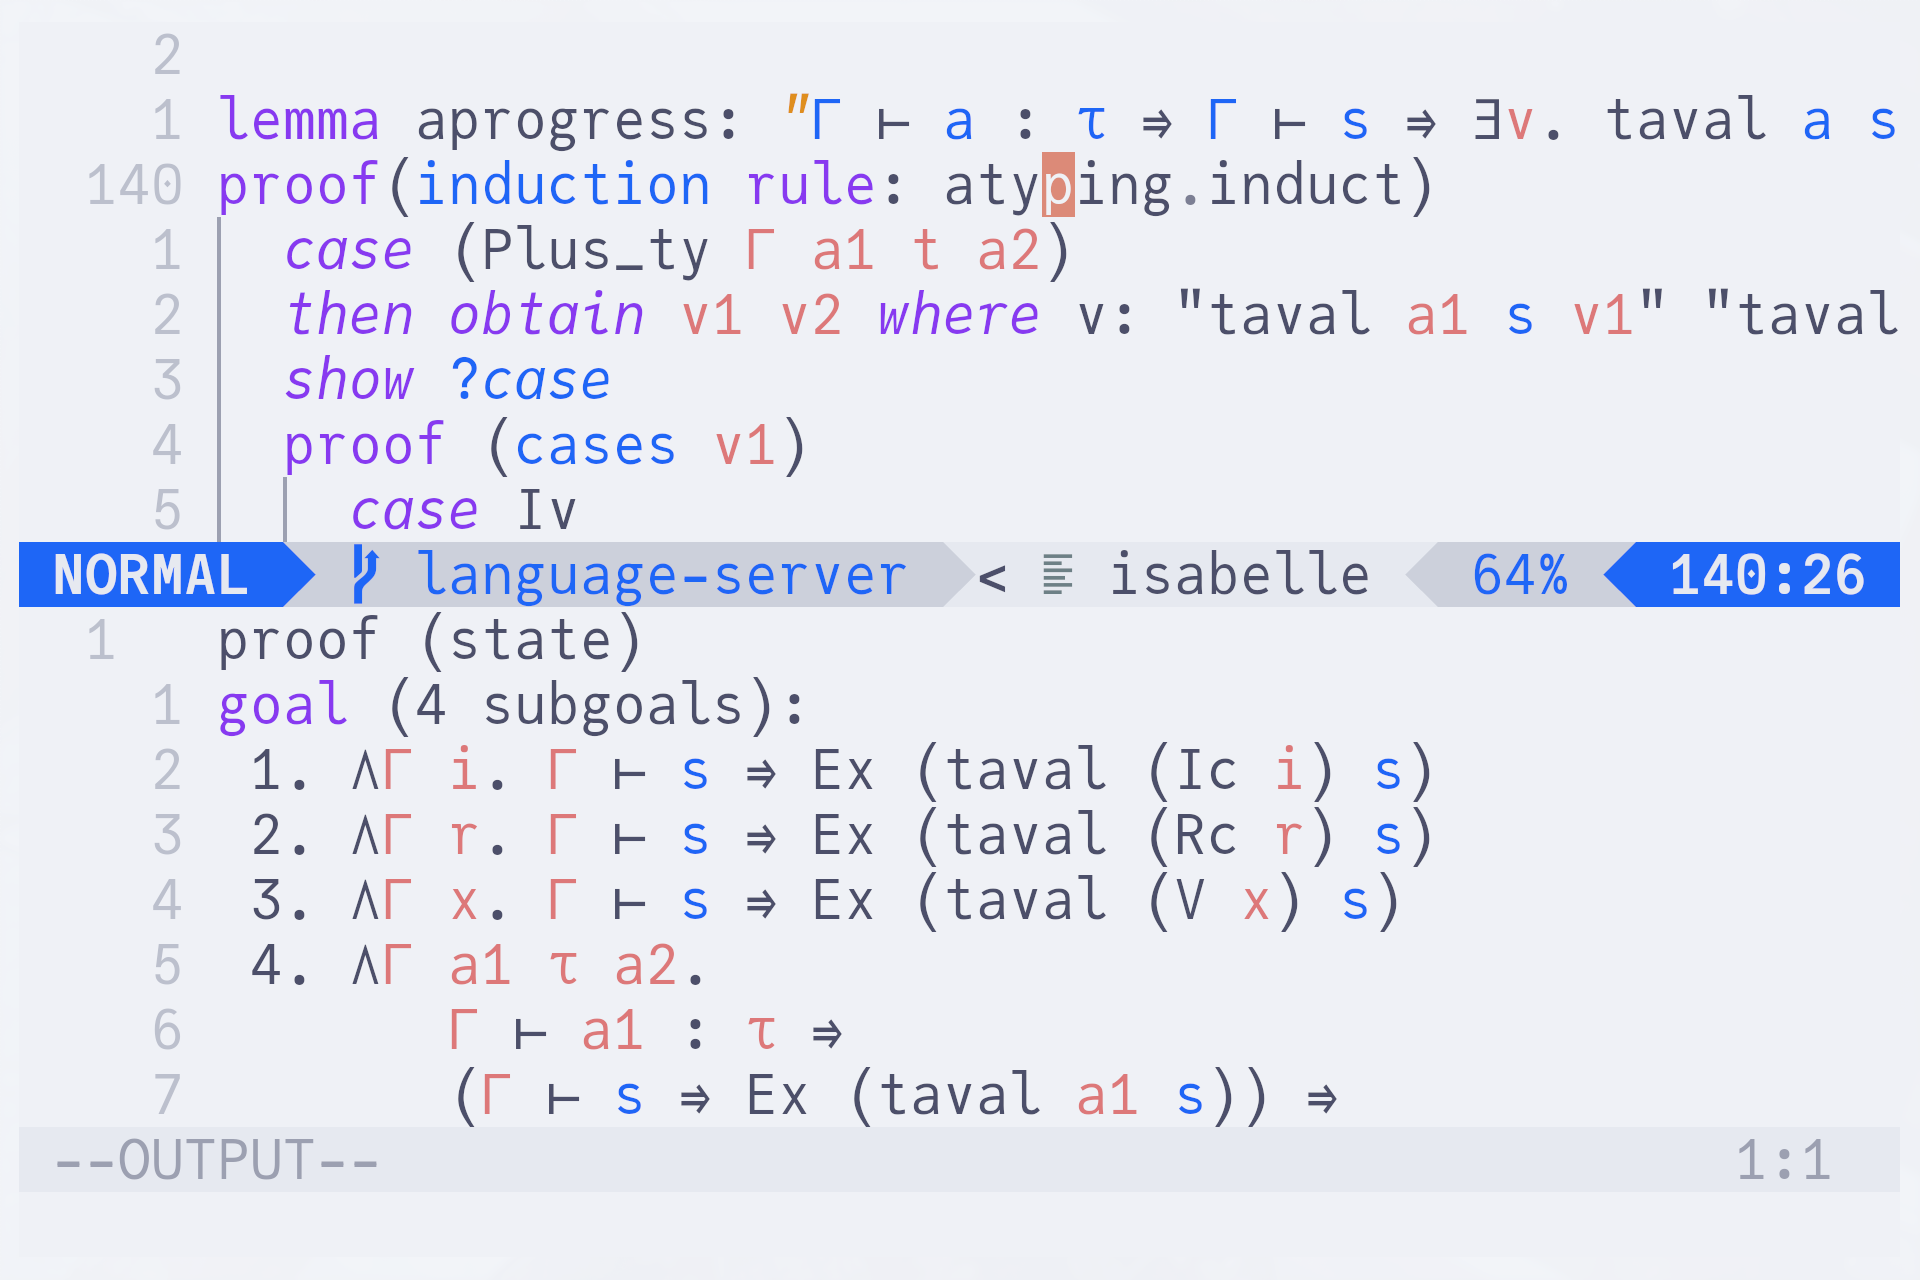 2
1 lemma aprogress: "Γ ⊢ a : τ ⇒ Γ ⊢ s ⇒ ∃v. taval a s
140 proof(induction rule: atyping.induct)
1 case (Plus_ty Γ a1 t a2)
2 then obtain v1 v2 where v: "taval a1 s v1" "taval
3 show ?case
4 proof (cases v1)
5 case Iv
NORMAL language-server < isabelle 64% 140:26
1 proof (state)
1 goal (4 subgoals):
2 1. ⋀Γ i. Γ ⊢ s ⇒ Ex (taval (Ic i) s)
3 2. ⋀Γ r. Γ ⊢ s ⇒ Ex (taval (Rc r) s)
4 3. ⋀Γ x. Γ ⊢ s ⇒ Ex (taval (V x) s)
5 4. ⋀Γ a1 τ a2.
6 Γ ⊢ a1 : τ ⇒
7 (Γ ⊢ s ⇒ Ex (taval a1 s)) ⇒
--OUTPUT-- 1:1